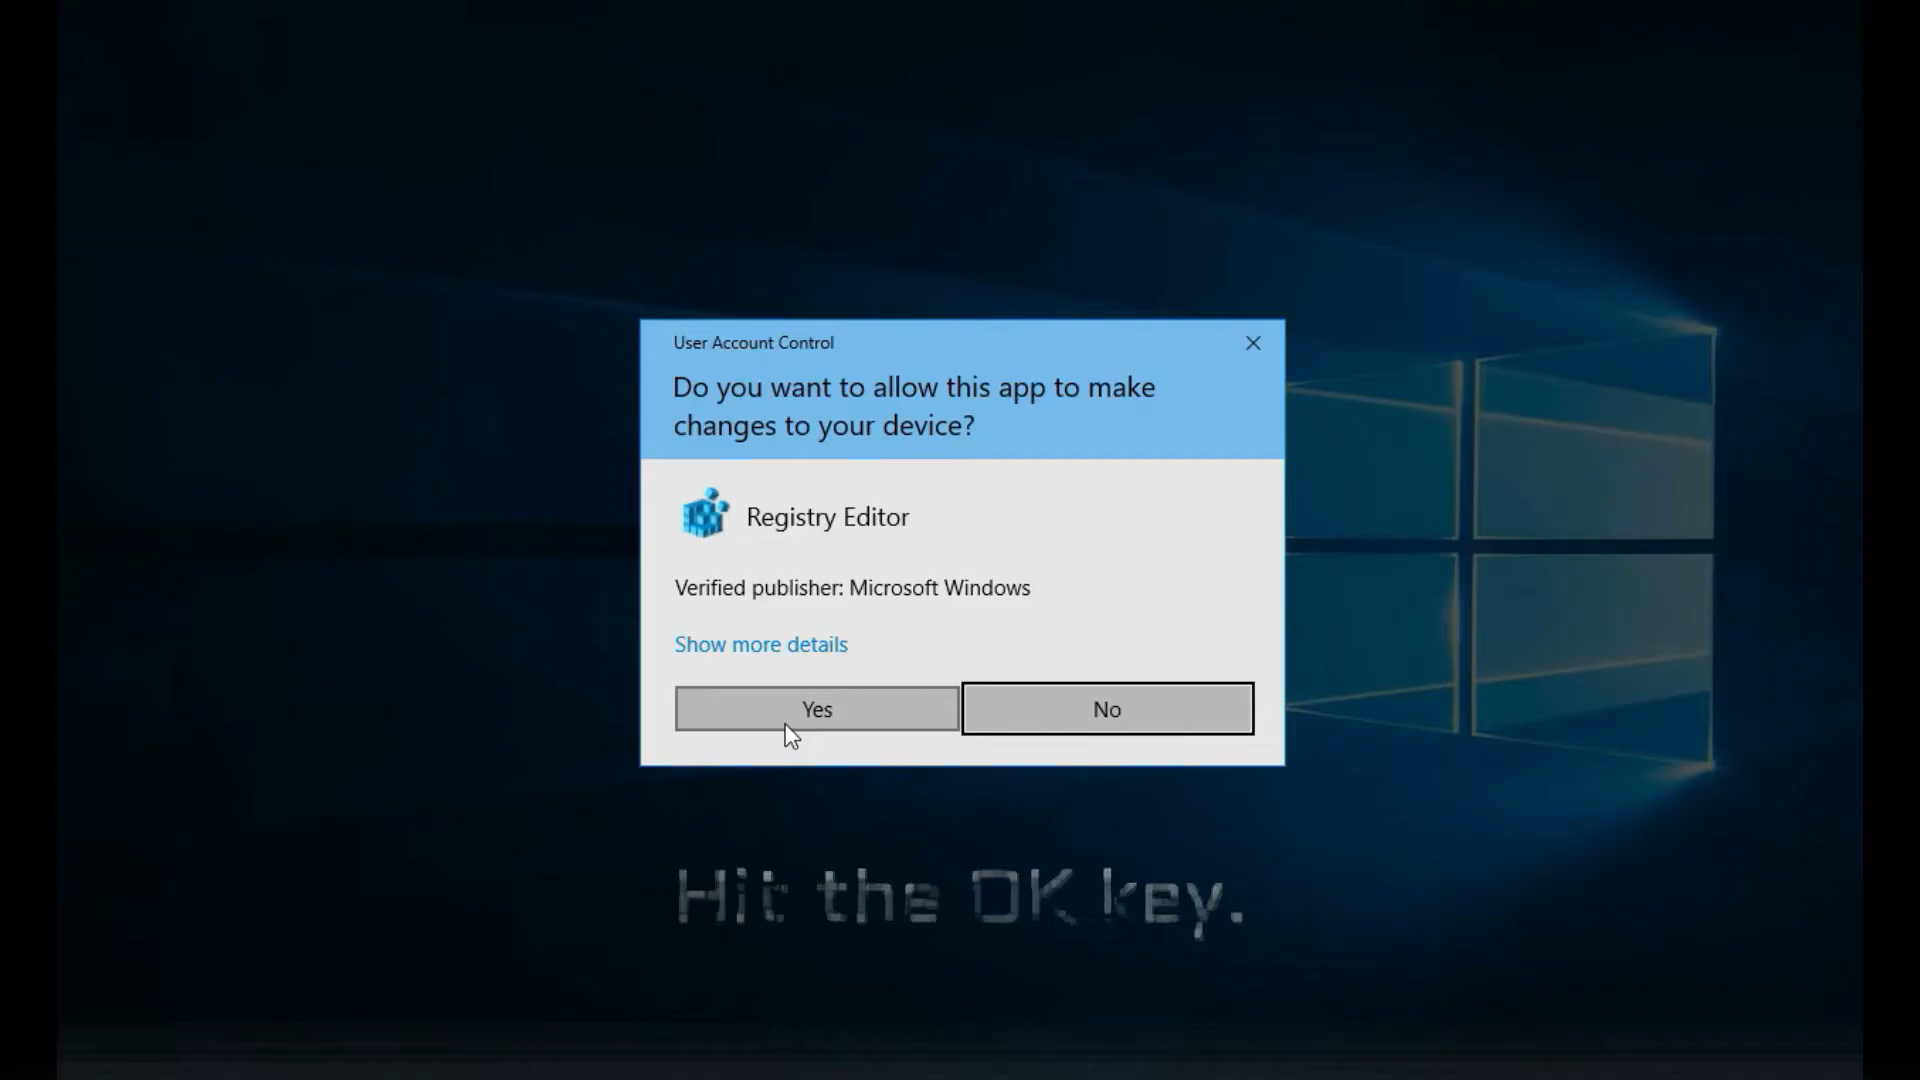 User Account Control
Do you want to allow this app to make
changes to your device?
Registry Editor
Verified publisher: Microsoft Windows
Show more details
Yes
No
Hit the OK key.